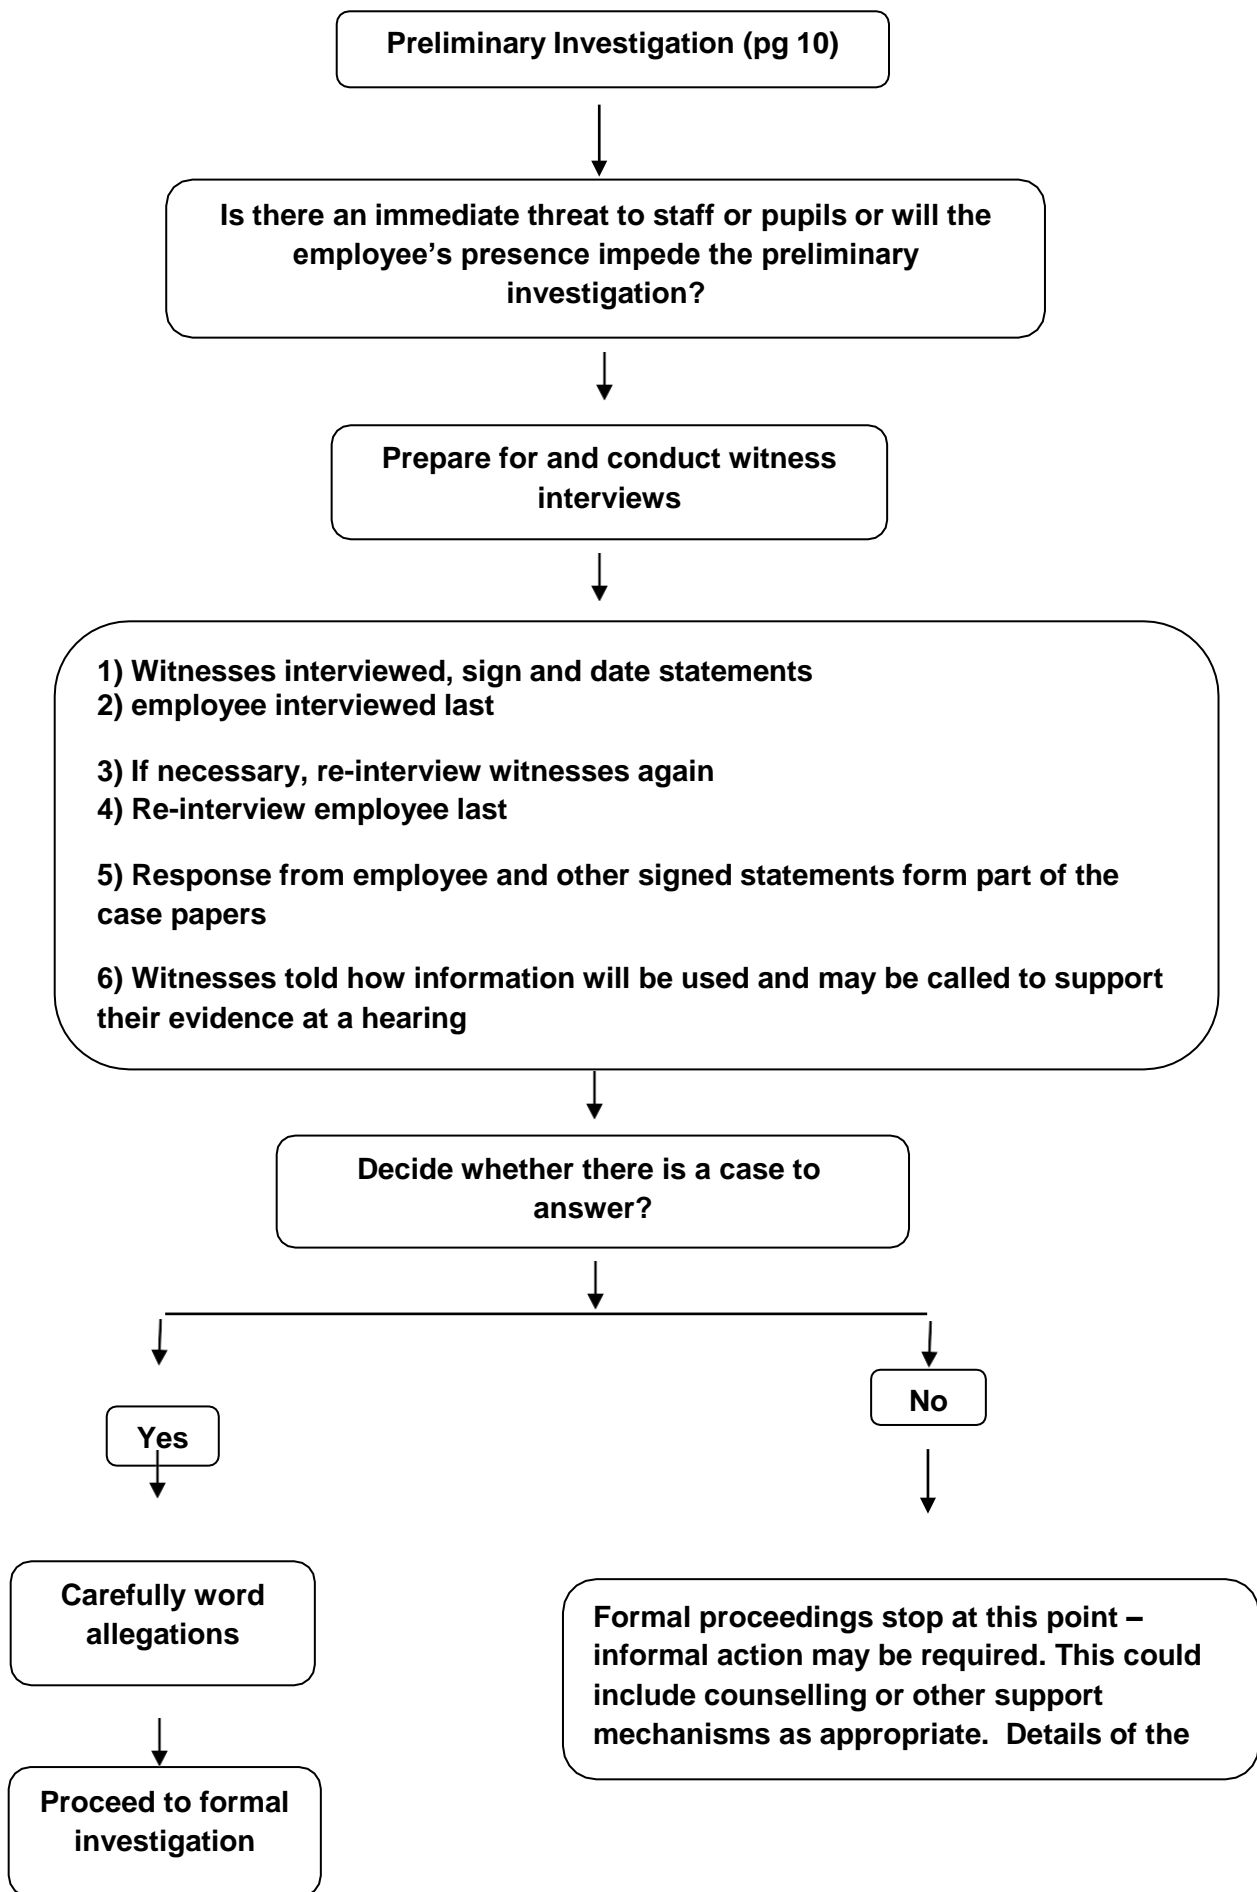 Preliminary Investigation (pg 10)
Is there an immediate threat to staff or pupils or will the
employee’s presence impede the preliminary
investigation?
Prepare for and conduct witness
interviews
1) Witnesses interviewed, sign and date statements
2) employee interviewed last
3) If necessary, re-interview witnesses again
4) Re-interview employee last
5) Response from employee and other signed statements form part of the
case papers
6) Witnesses told how information will be used and may be called to support
their evidence at a hearing
Decide whether there is a case to
answer?
Yes
No
Carefully word
allegations
Formal proceedings stop at this point –
informal action may be required. This could
include counselling or other support
mechanisms as appropriate.  Details of the
Proceed to formal
investigation